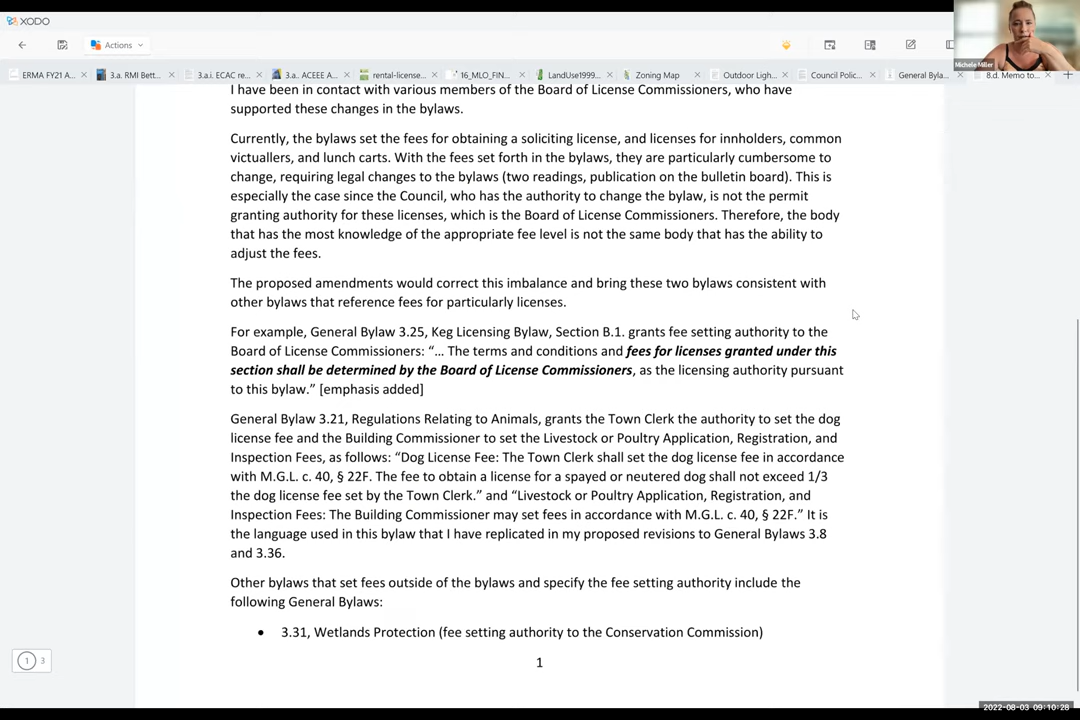 XODO
Actions
ERMA FY21 A...
3.a. RMI Bett...
3.a.i. ECAC re...
3.a.. ACEEE A...
rental-license...
16_MLO_FIN...
LandUse1999...
Zoning Map
Outdoor Ligh...
Council Polic...
General Byla...
8.d. Memo to...
Michele Miller
I have been in contact with various members of the Board of License Commissioners, who have
supported these changes in the bylaws.
Currently, the bylaws set the fees for obtaining a soliciting license, and licenses for innholders, common
victuallers, and lunch carts. With the fees set forth in the bylaws, they are particularly cumbersome to
change, requiring legal changes to the bylaws (two readings, publication on the bulletin board). This is
especially the case since the Council, who has the authority to change the bylaw, is not the permit
granting authority for these licenses, which is the Board of License Commissioners. Therefore, the body
that has the most knowledge of the appropriate fee level is not the same body that has the ability to
adjust the fees.
The proposed amendments would correct this imbalance and bring these two bylaws consistent with
other bylaws that reference fees for particularly licenses.
For example, General Bylaw 3.25, Keg Licensing Bylaw, Section B.1. grants fee setting authority to the
Board of License Commissioners: “... The terms and conditions and fees for licenses granted under this
section shall be determined by the Board of License Commissioners, as the licensing authority pursuant
to this bylaw.” [emphasis added]
General Bylaw 3.21, Regulations Relating to Animals, grants the Town Clerk the authority to set the dog
license fee and the Building Commissioner to set the Livestock or Poultry Application, Registration, and
Inspection Fees, as follows: “Dog License Fee: The Town Clerk shall set the dog license fee in accordance
with M.G.L. c. 40, § 22F. The fee to obtain a license for a spayed or neutered dog shall not exceed 1/3
the dog license fee set by the Town Clerk.” and “Livestock or Poultry Application, Registration, and
Inspection Fees: The Building Commissioner may set fees in accordance with M.G.L. c. 40, § 22F.” It is
the language used in this bylaw that I have replicated in my proposed revisions to General Bylaws 3.8
and 3.36.
Other bylaws that set fees outside of the bylaws and specify the fee setting authority include the
following General Bylaws:
• 3.31, Wetlands Protection (fee setting authority to the Conservation Commission)
1
1 3
2022-08-03 09:10:28